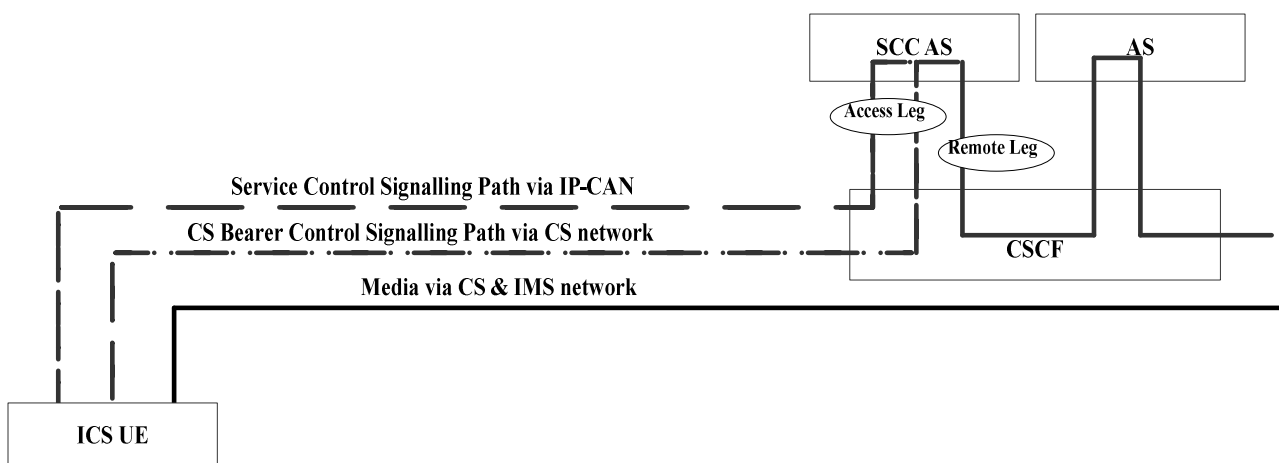 SCC AS
AS
Access Leg
Remote Leg
Service Control Signalling Path via IP-CAN
CS Bearer Control Signalling Path via CS network
CSCF
Media via CS & IMS network
ICS UE